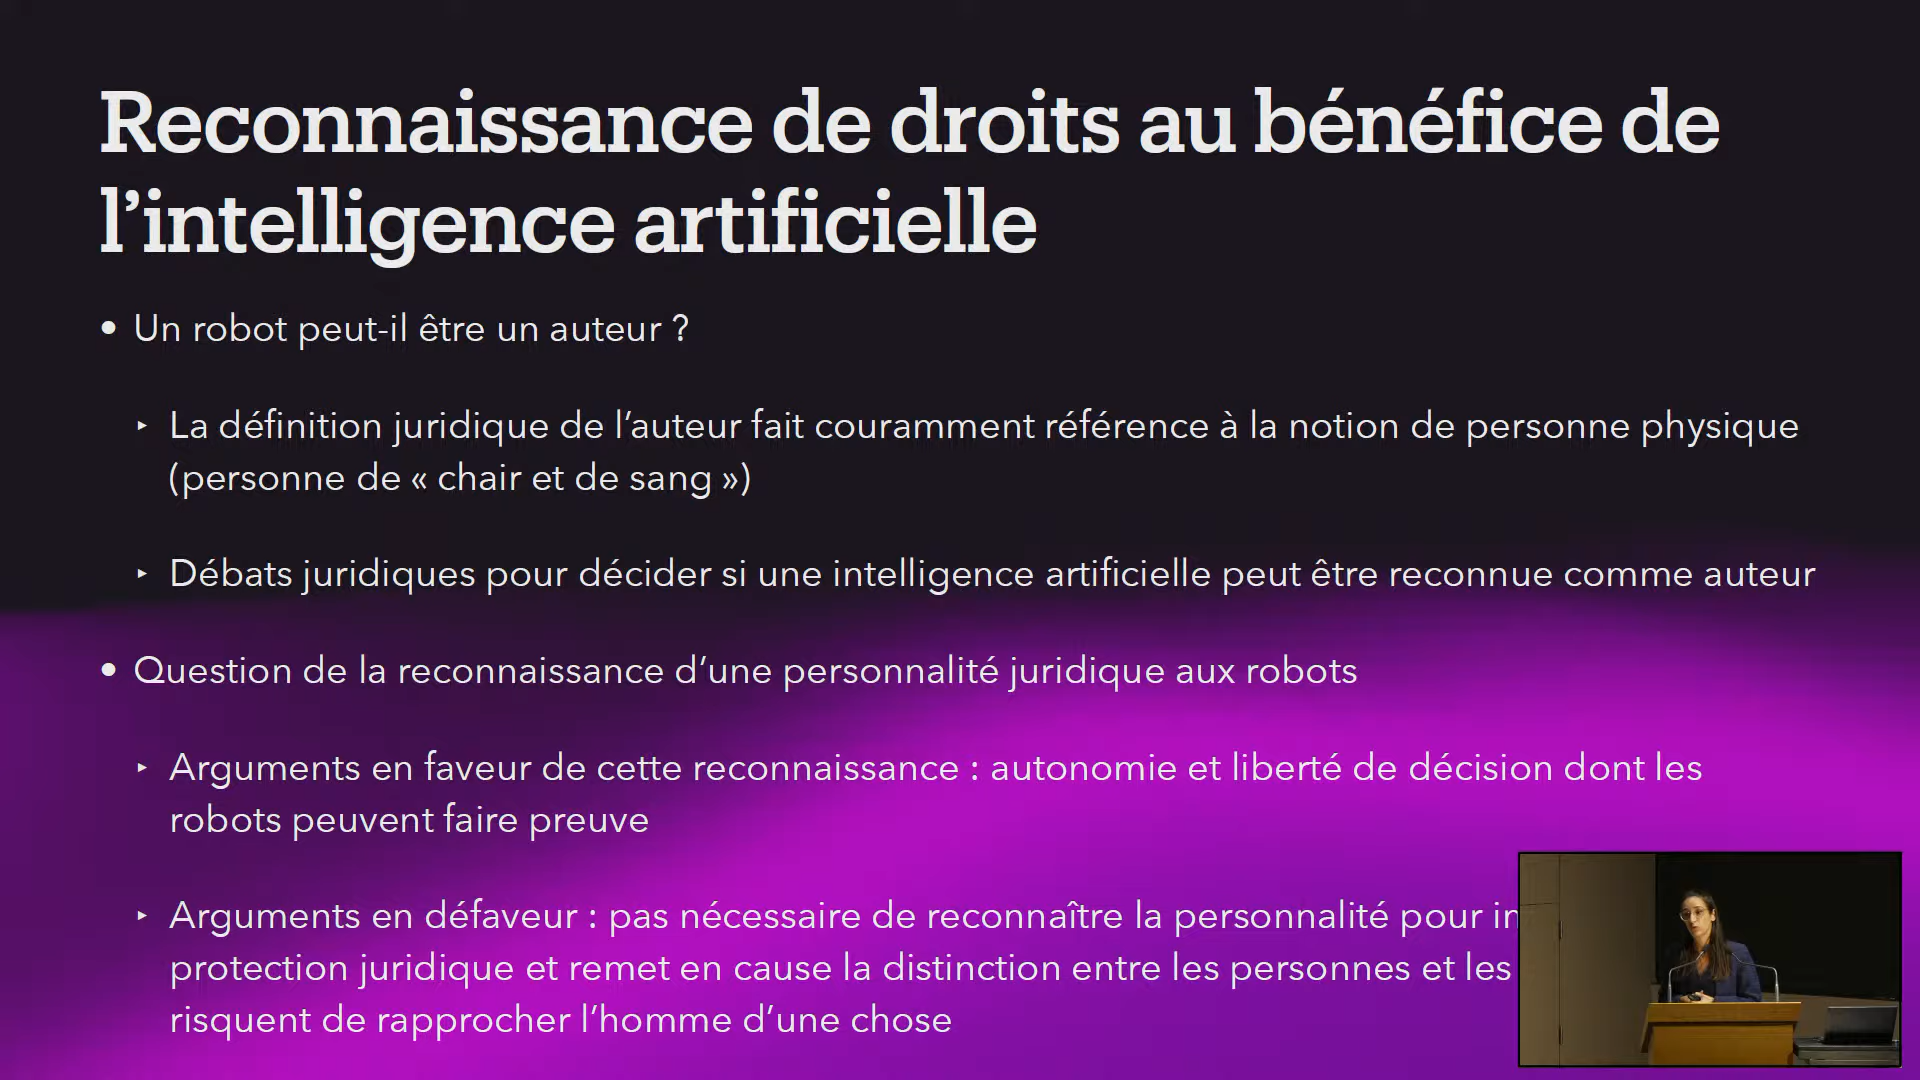 Reconnaissance de droits au bénéfice de
l’intelligence artificielle
• Un robot peut-il être un auteur ?
‣ La définition juridique de l’auteur fait couramment référence à la notion de personne physique
(personne de « chair et de sang »)
‣ Débats juridiques pour décider si une intelligence artificielle peut être reconnue comme auteur
• Question de la reconnaissance d’une personnalité juridique aux robots
‣ Arguments en faveur de cette reconnaissance : autonomie et liberté de décision dont les
robots peuvent faire preuve
‣ Arguments en défaveur : pas nécessaire de reconnaître la personnalité pour
protection juridique et remet en cause la distinction entre les personnes et les
risquent de rapprocher l’homme d’une chose